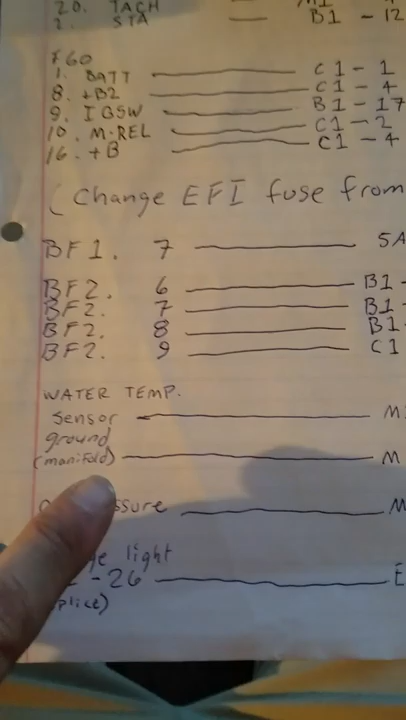 20. TACH
2. STA — B1 - 12
F60
1. BATT — C1 - 1
8. +B2 — C1 - 4
9. IGSW — B1 - 17
10. M-REL — C1 - 2
16. +B — C1 - 4
(Change EFI fuse from
BF1. 7 — 5A
BF2. 6 — B1 -
BF2. 7 — B1 -
BF2. 8 — B1 -
BF2. 9 — C1
WATER TEMP.
Sensor — M
ground
(manifold) — M
ssure — M
ge light
-26 — E
plice)